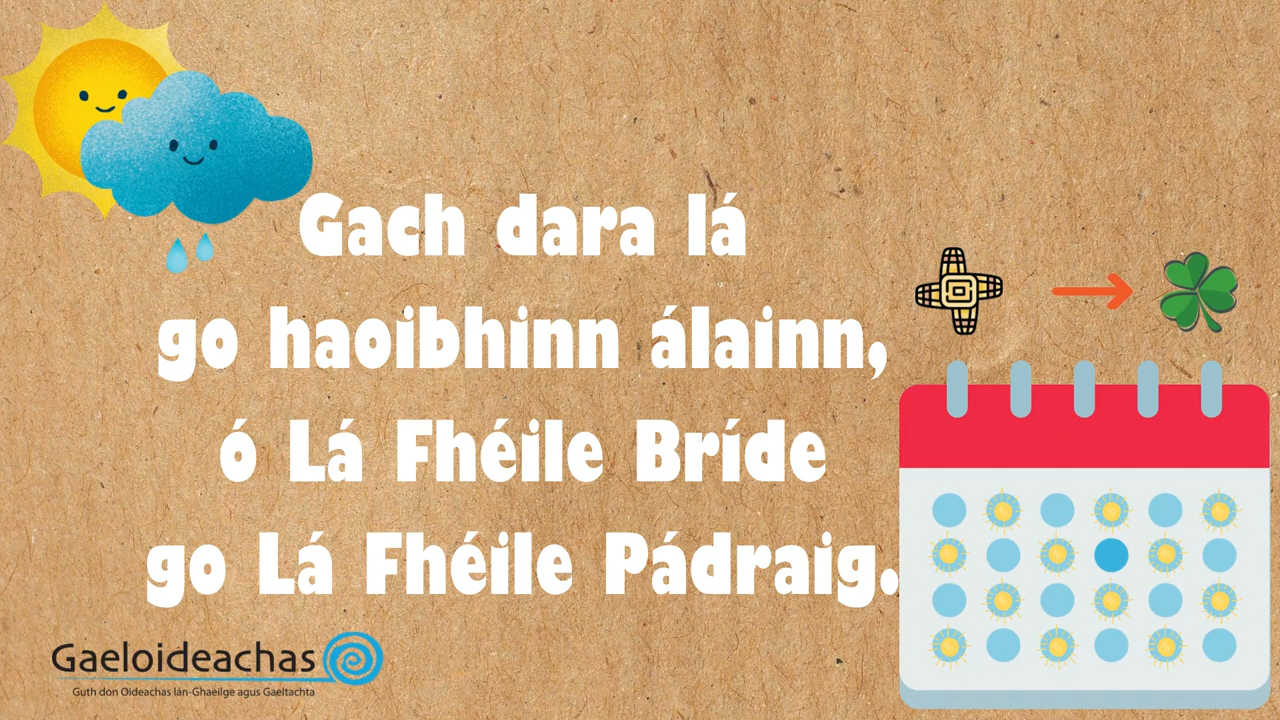 Gach dara lá
go haoibhinn álainn,
ó Lá Fhéile Bríde
go Lá Fhéile Pádraig.
Gaeloideachas
Guth don Oideachas lán-Ghaeilge agus Gaeltachta